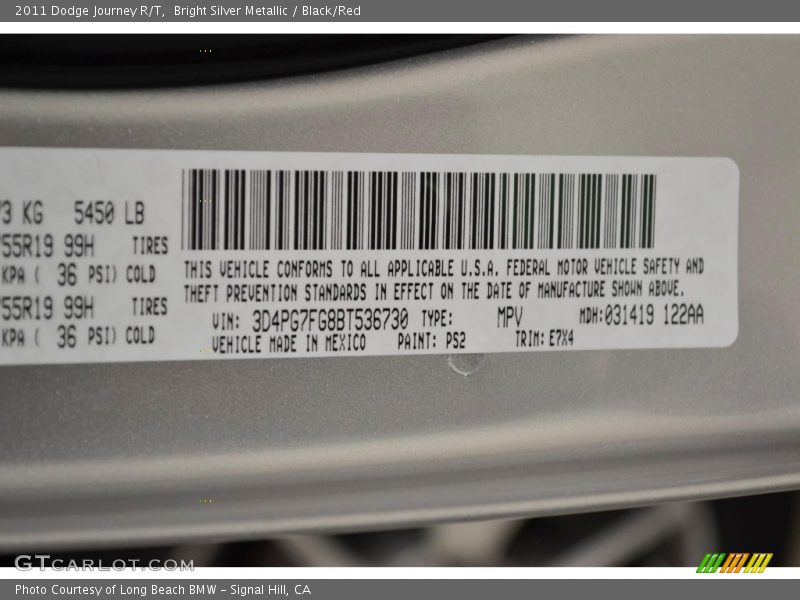 2011 Dodge Journey R/T, Bright Silver Metallic / Black/Red
KG 5450 LB
55R19 99H TIRES
KPA ( 36 PSI) COLD
55R19 99H TIRES
KPA ( 36 PSI) COLD
THIS VEHICLE CONFORMS TO ALL APPLICABLE U.S.A. FEDERAL MOTOR VEHICLE SAFETY AND
THEFT PREVENTION STANDARDS IN EFFECT ON THE DATE OF MANUFACTURE SHOWN ABOVE.
VIN: 3D4PG7FG8BT536730 TYPE: MPV MDH:031419 122AA
VEHICLE MADE IN MEXICO PAINT: PS2 TRIM: E7X4
GTCARLOT.COM
Photo Courtesy of Long Beach BMW - Signal Hill, CA